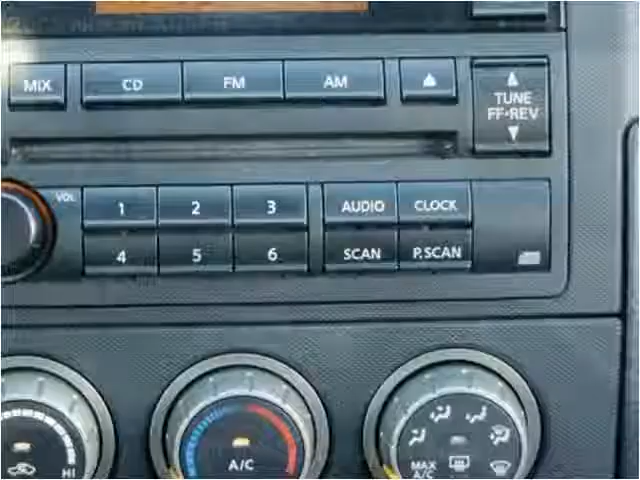 MIX CD FM AM
TUNE
FF•REV
VOL
1 2 3 AUDIO CLOCK
4 5 6 SCAN P.SCAN
HI
A/C
MAX
A/C